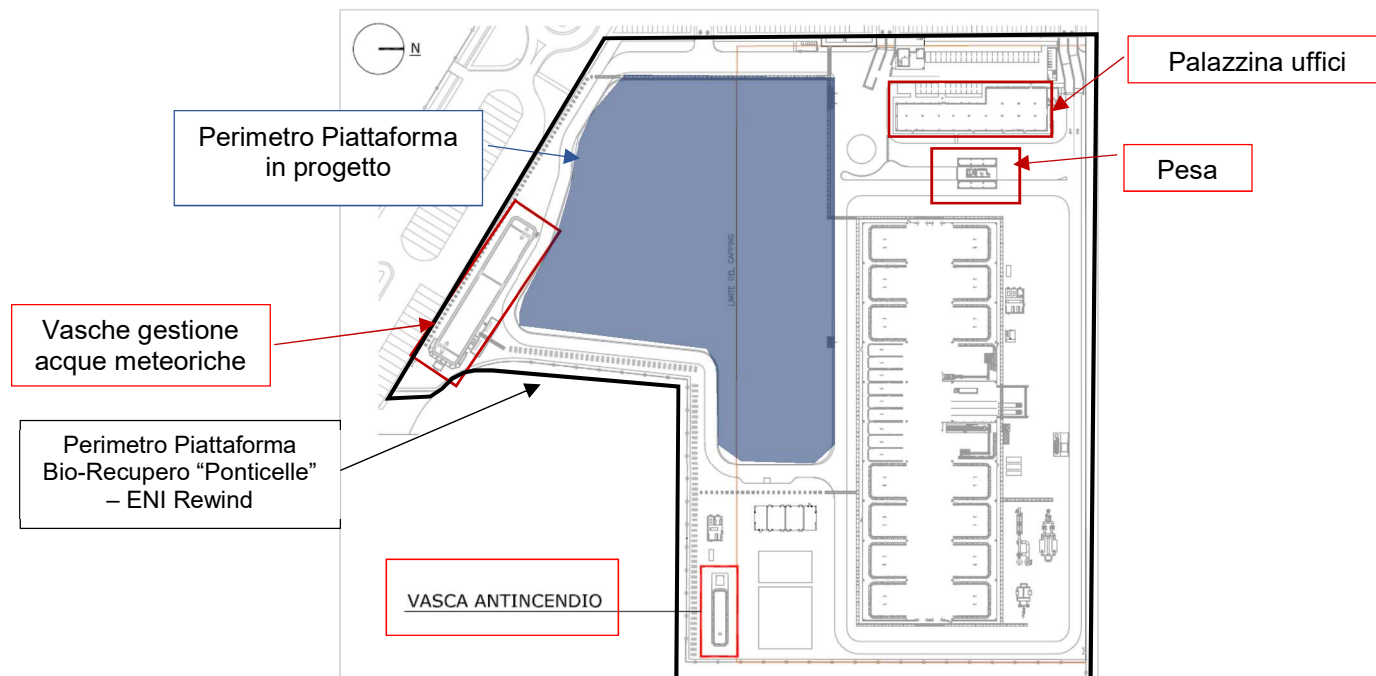 N
Palazzina uffici
Perimetro Piattaforma
in progetto
Pesa
LIMITE DEL CAPPING
Vasche gestione
acque meteoriche
Perimetro Piattaforma
Bio-Recupero “Ponticelle”
– ENI Rewind
VASCA ANTINCENDIO